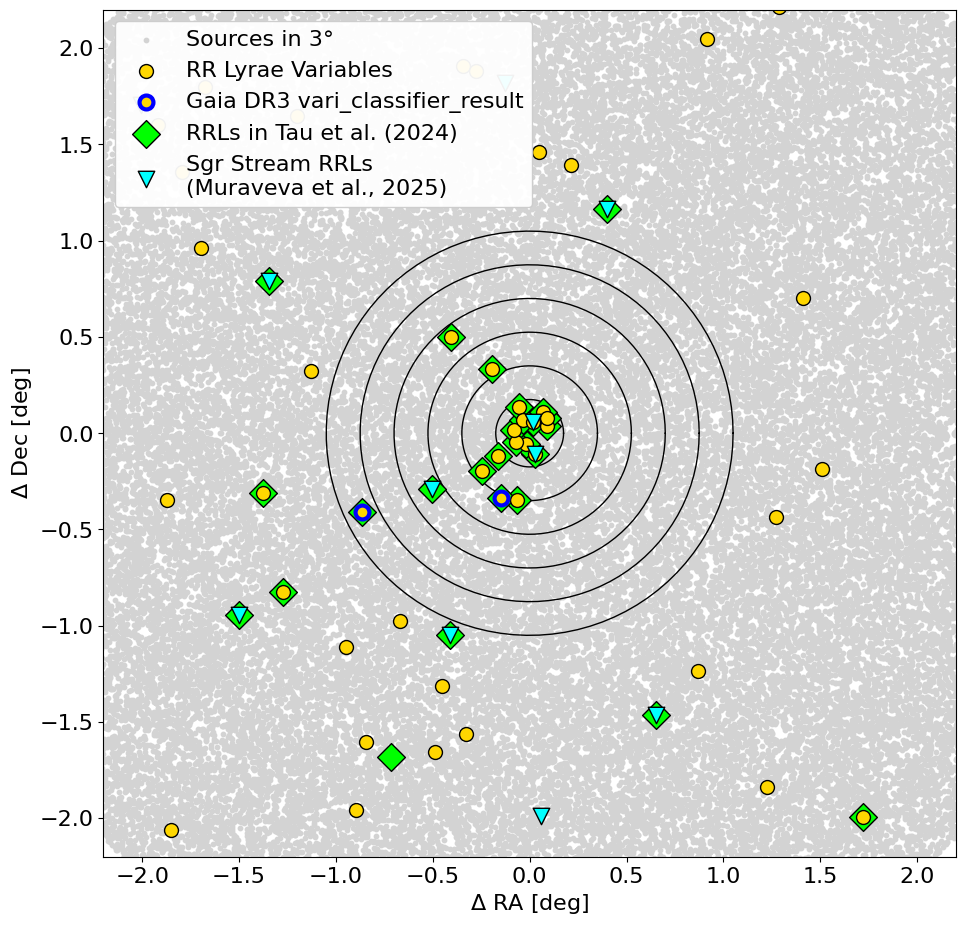 Sources in 3°
RR Lyrae Variables
Gaia DR3 vari_classifier_result
RRLs in Tau et al. (2024)
Sgr Stream RRLs
(Muraveva et al., 2025)
2.0
1.5
1.0
0.5
0.0
−0.5
−1.0
−1.5
−2.0
Δ Dec [deg]
−2.0 −1.5 −1.0 −0.5 0.0 0.5 1.0 1.5 2.0
Δ RA [deg]